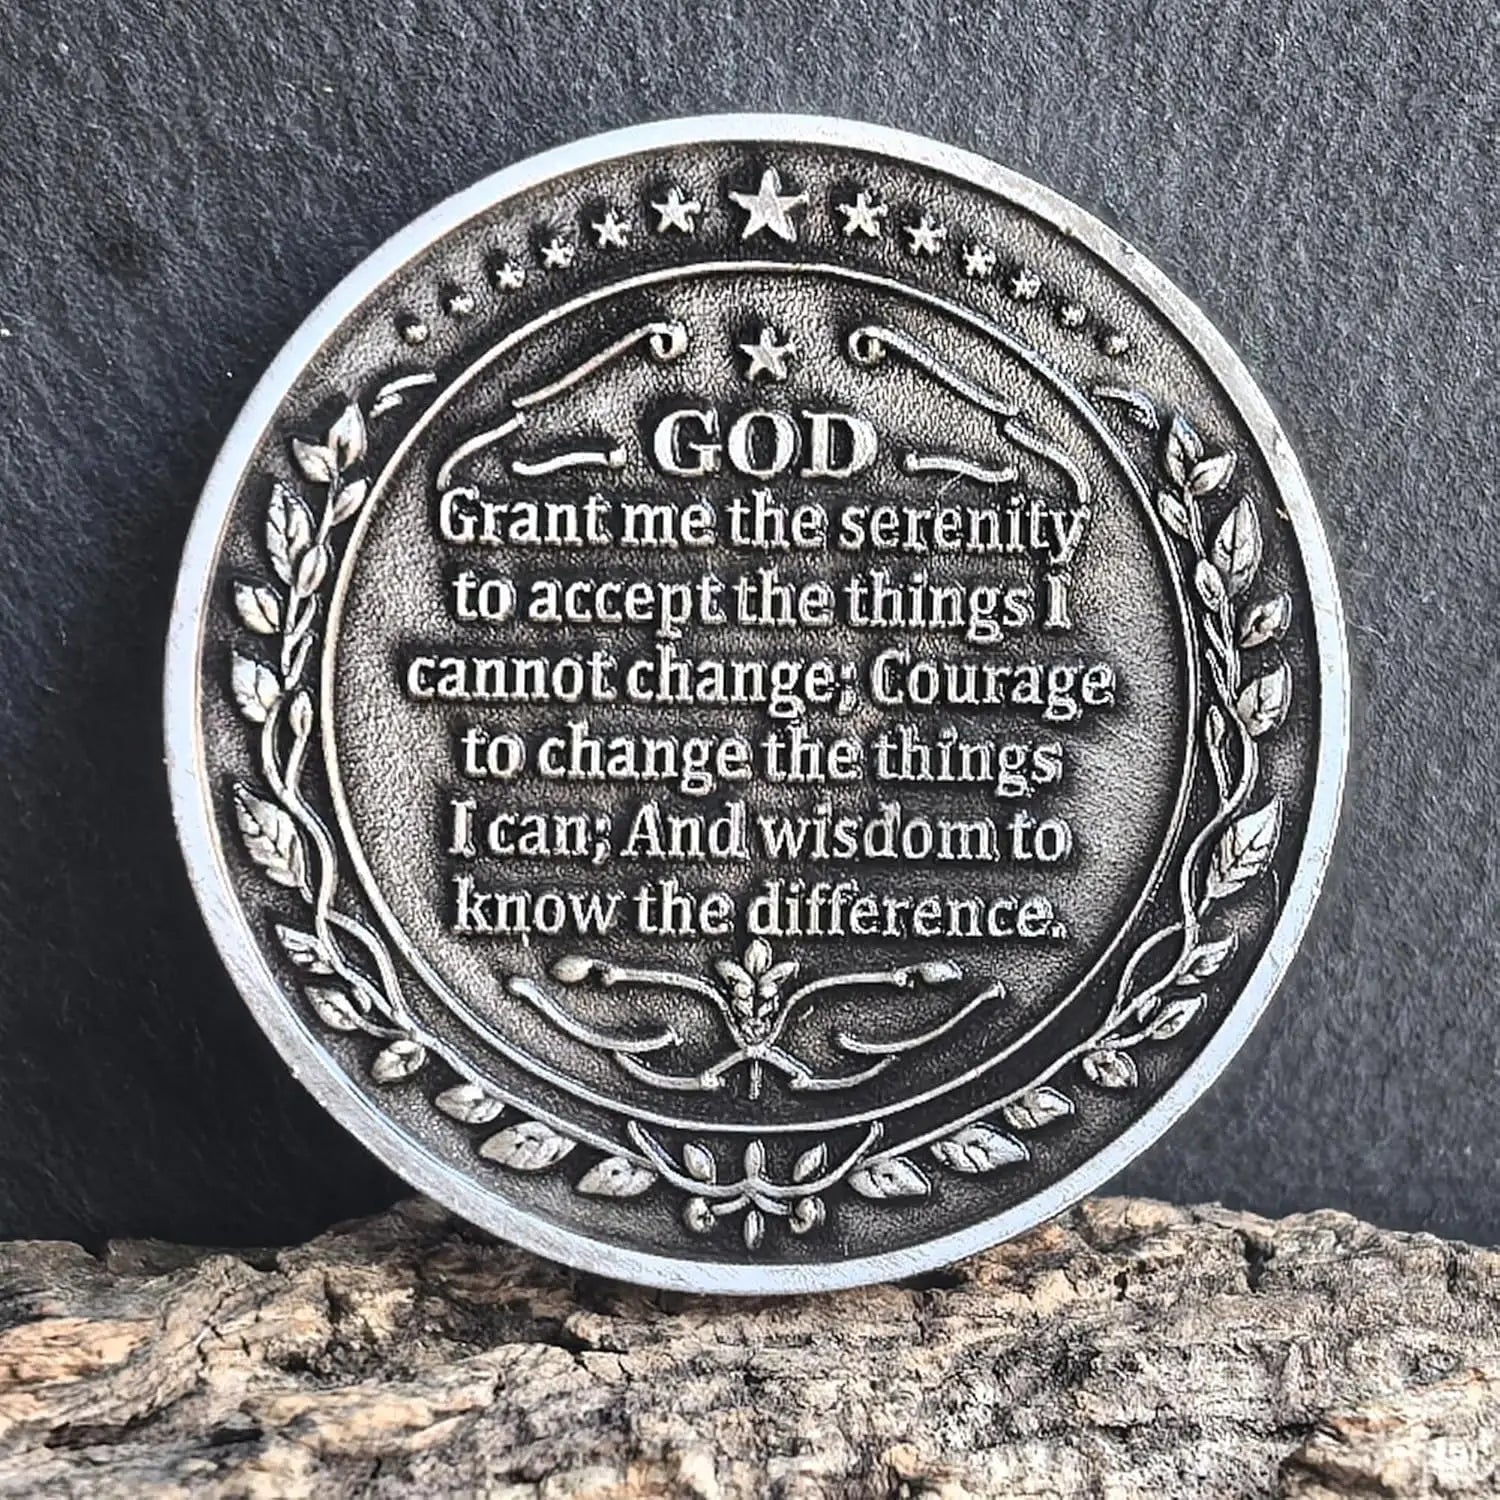 GOD
Grant me the serenity
to accept the things I
cannot change; Courage
to change the things
I can; And wisdom to
know the difference.